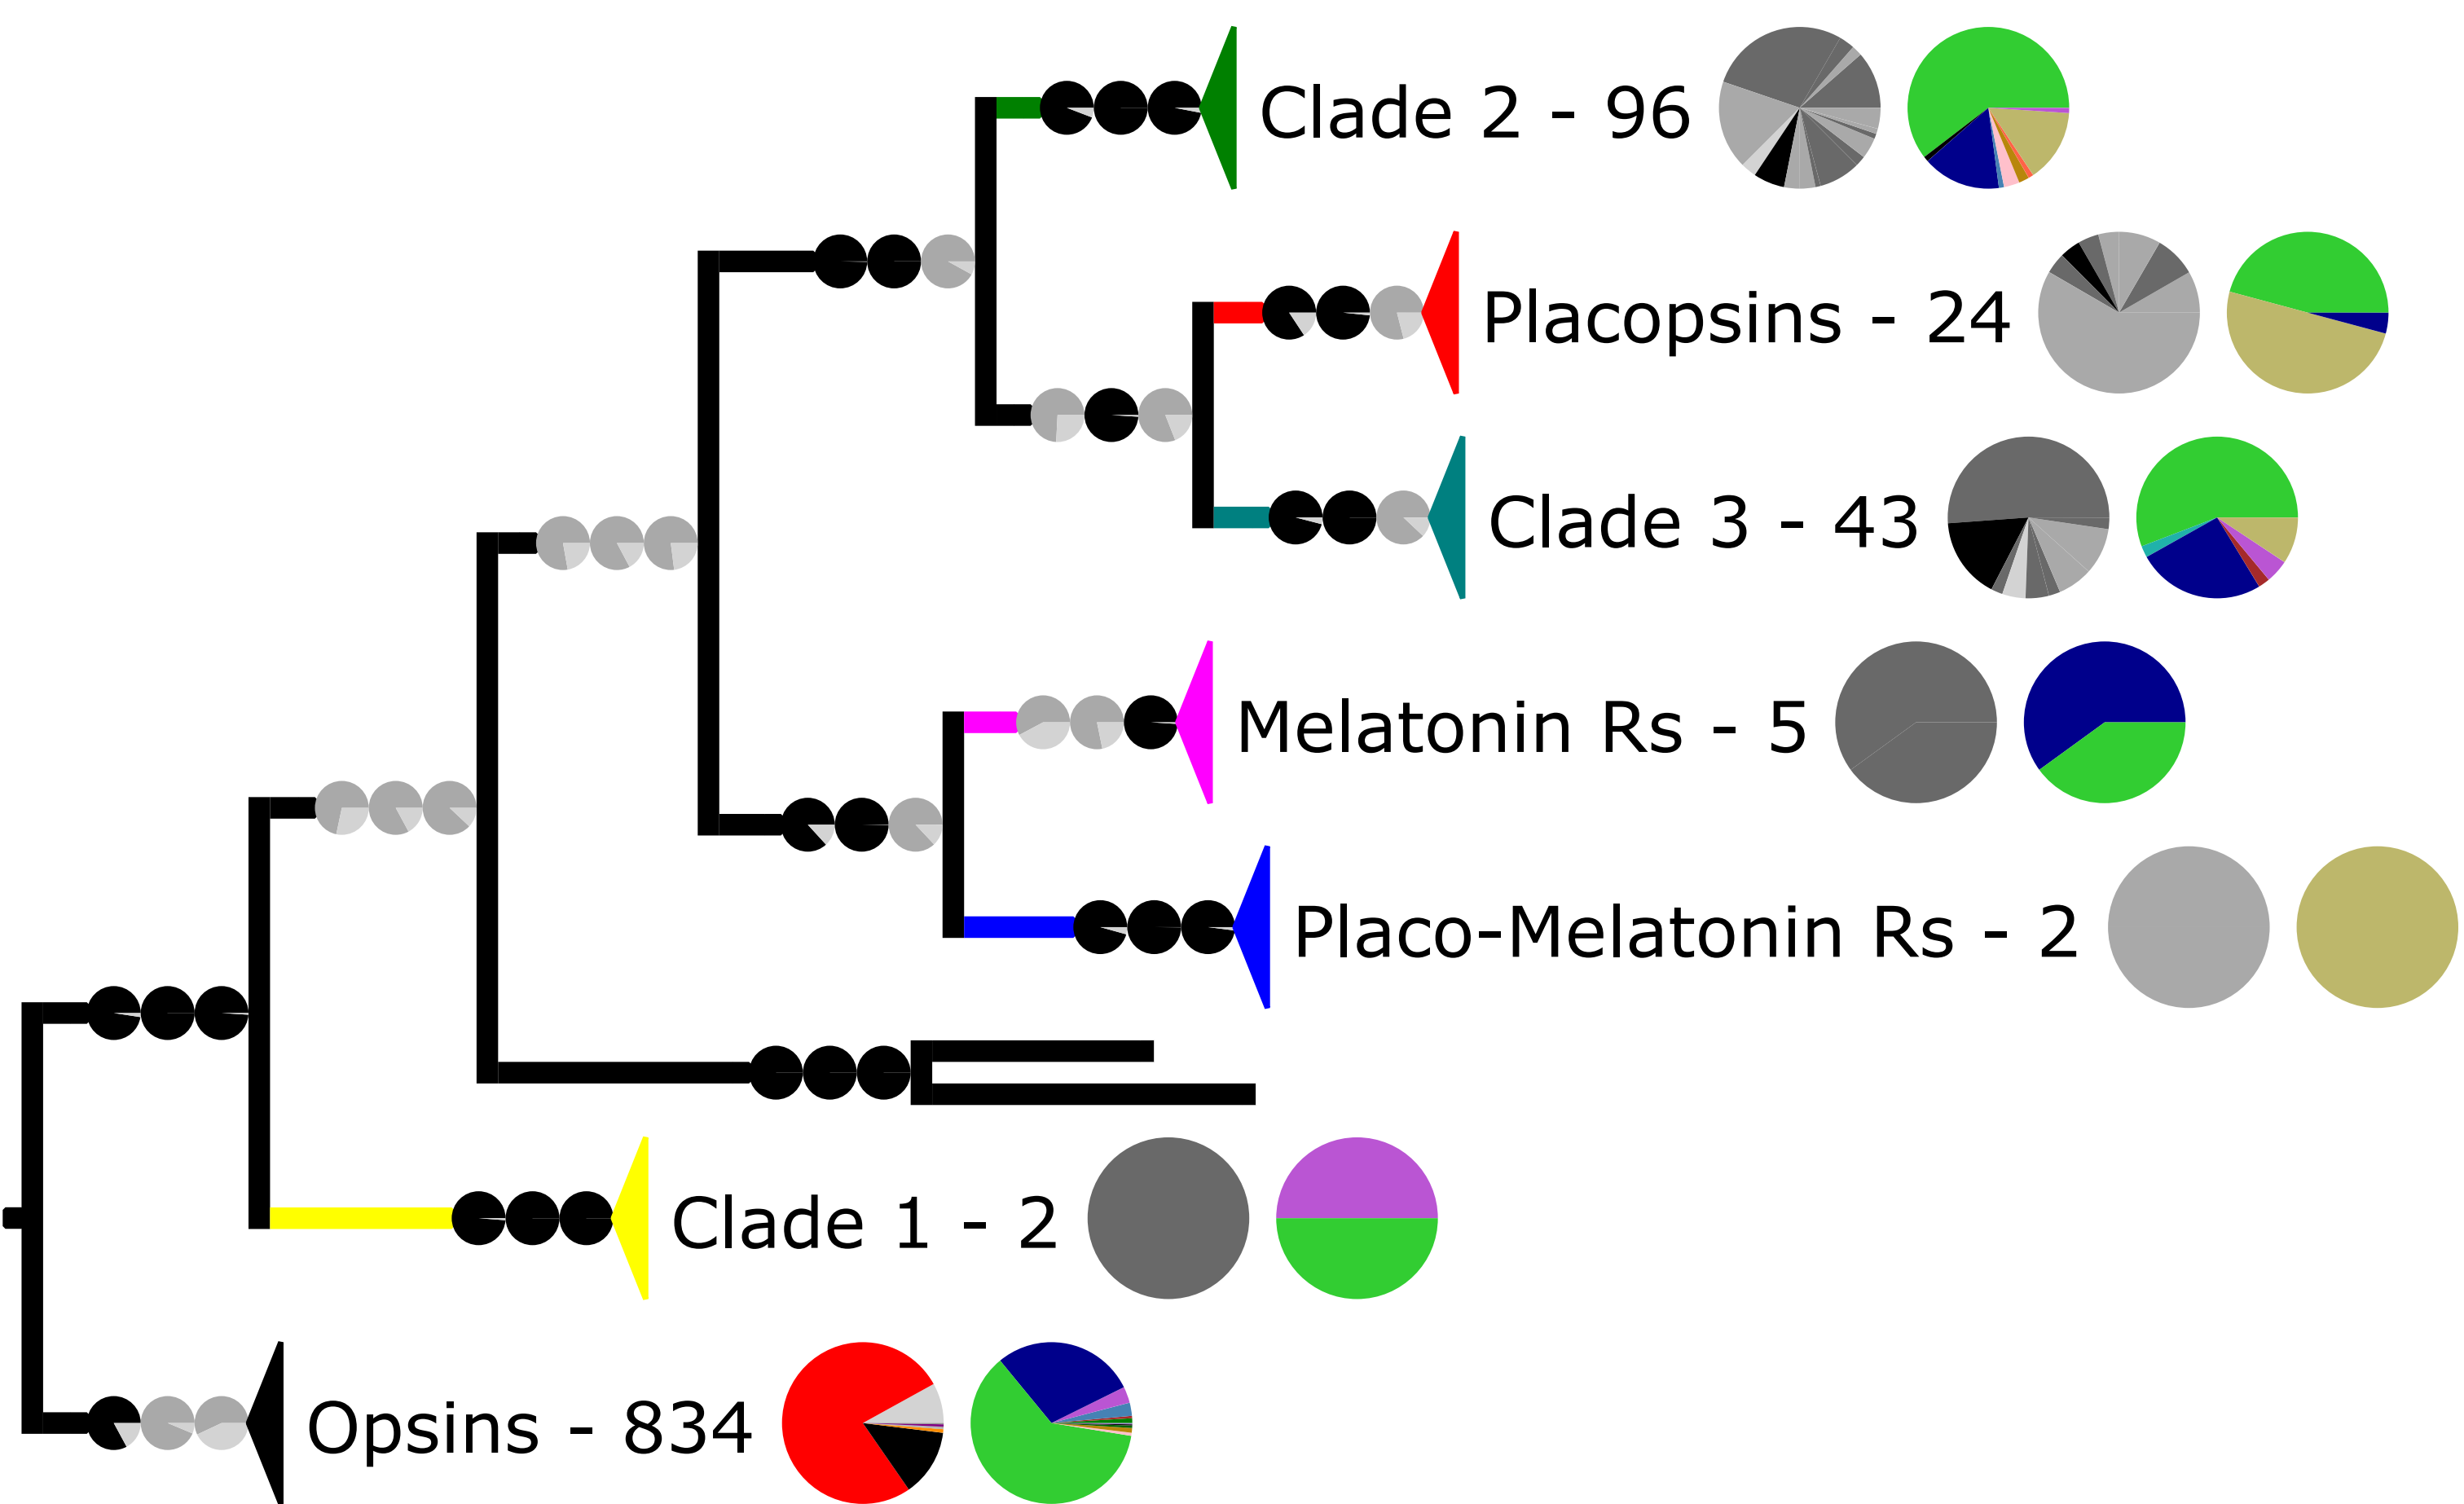 Clade 2 - 96
Placopsins - 24
Clade 3 - 43
Melatonin Rs - 5
Placo-Melatonin Rs - 2
Clade 1 - 2
Opsins - 834